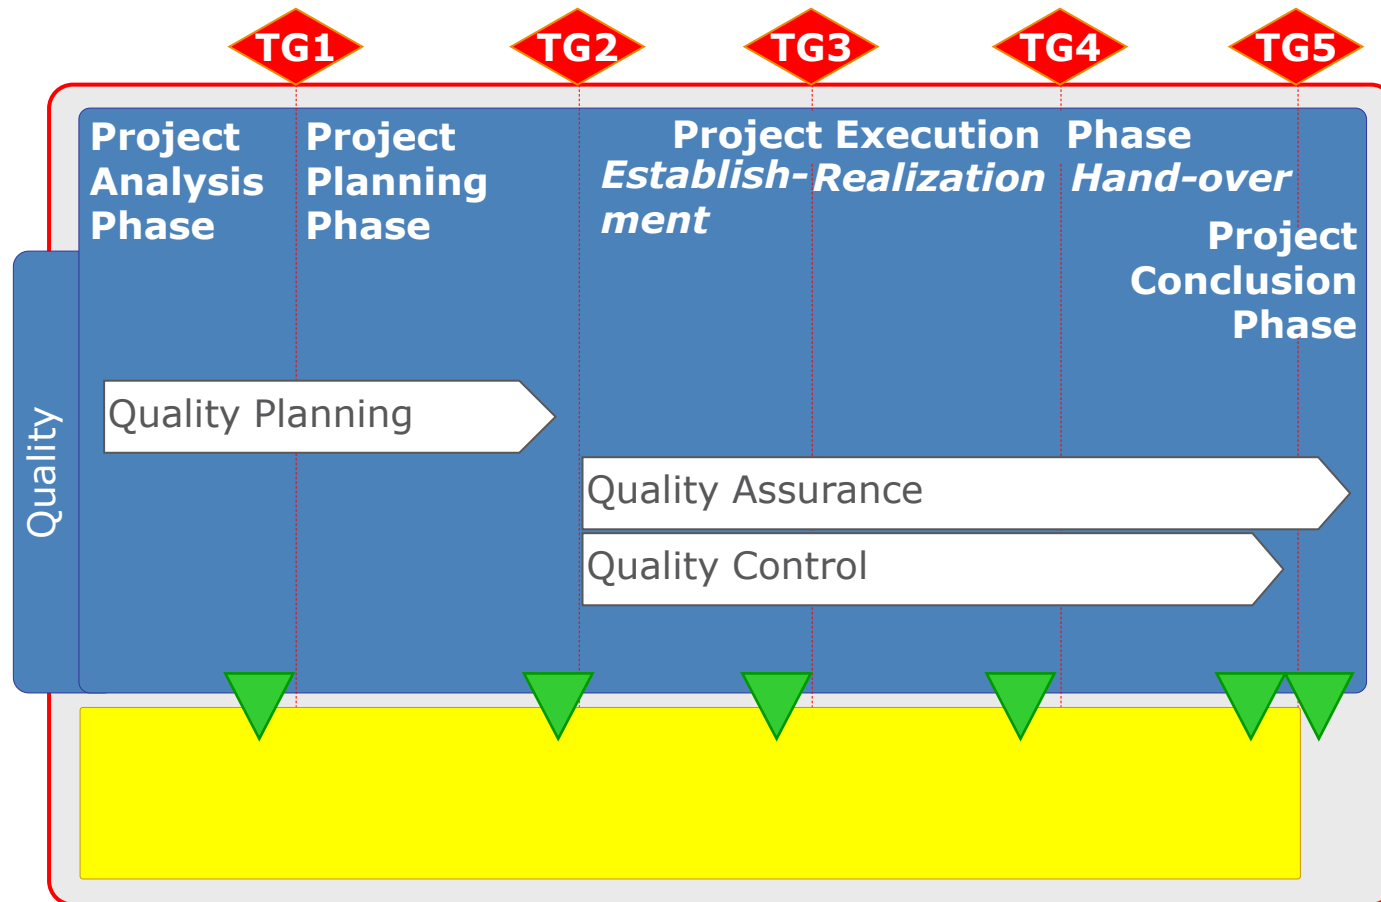 TG1 TG2 TG3 TG4 TG5
Project
Analysis
Phase
Project
Planning
Phase
Project Execution Phase
Establish-
ment
Realization
Hand-over
Project
Conclusion
Phase
Quality
Quality Planning
Quality Assurance
Quality Control